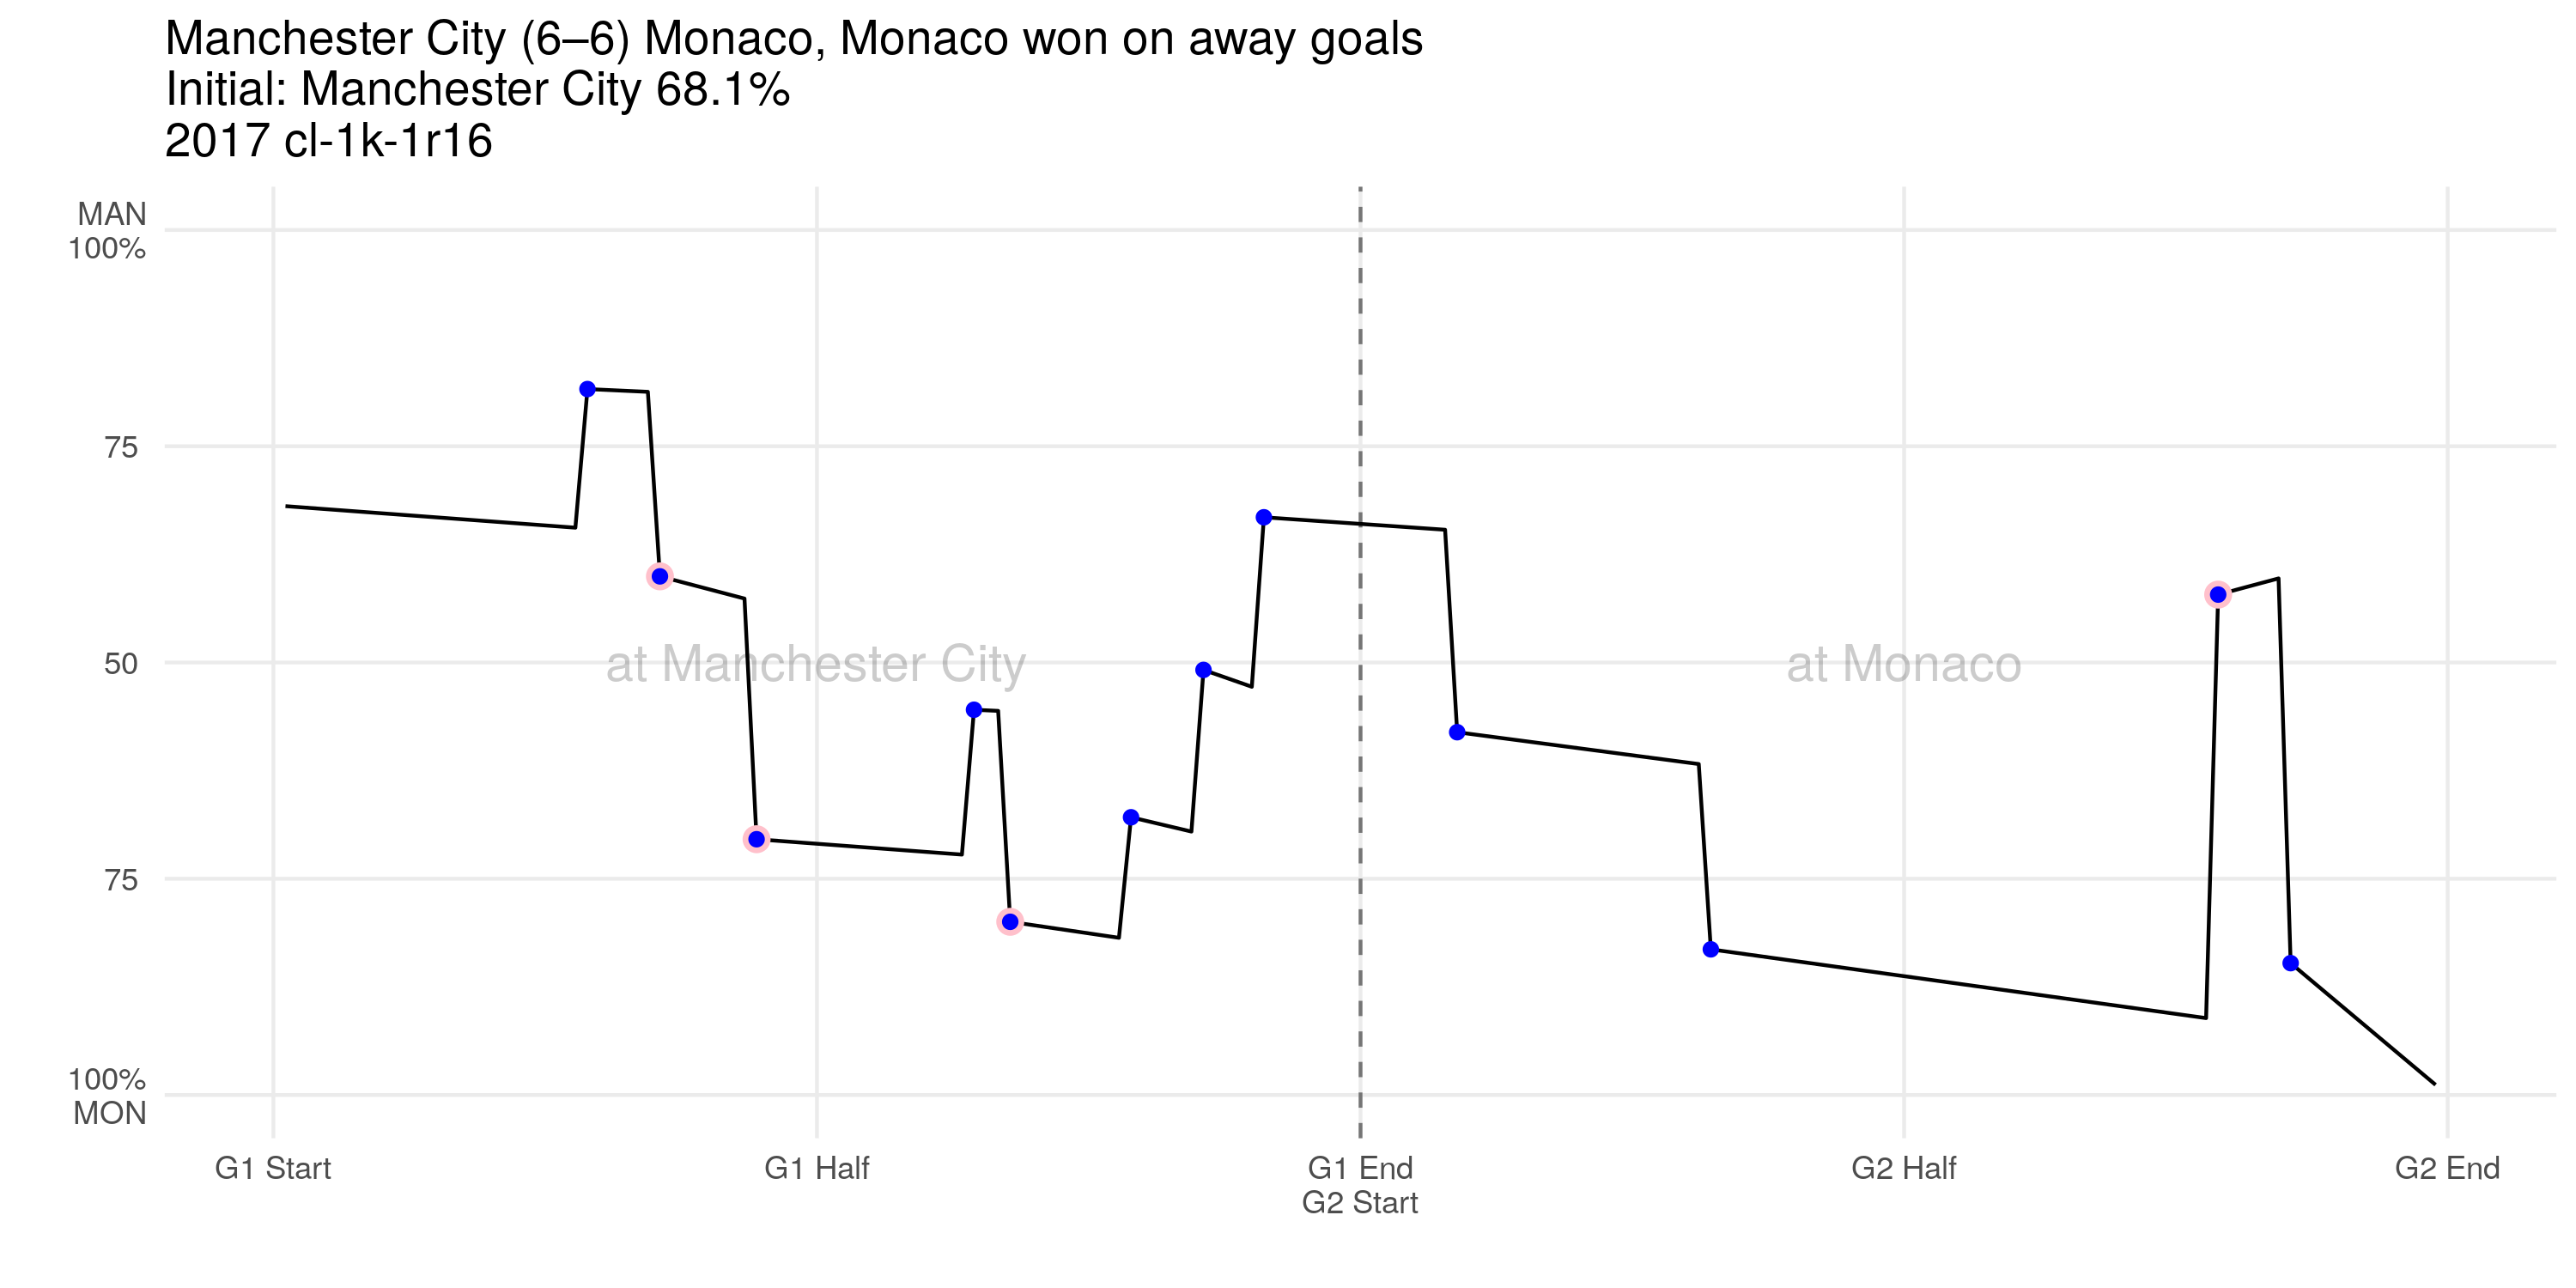 Manchester City (6–6) Monaco, Monaco won on away goals
Initial: Manchester City 68.1%
2017 cl-1k-1r16
MAN
100%
75
50
75
100%
MON
at Manchester City
at Monaco
G1 Start
G1 Half
G1 End
G2 Start
G2 Half
G2 End